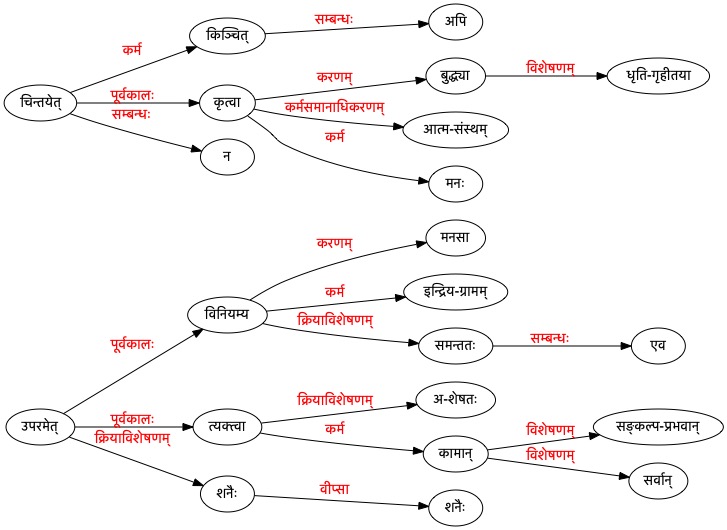 सम्बन्धः
किञ्चित्
अपि
कर्म
करणम्
बुद्ध्या
विशेषणम्
धृति-गृहीतया
चिन्तयेत्
पूर्वकालः
कृत्वा
कर्मसमानाधिकरणम्
सम्बन्धः
आत्म-संस्थम्
कर्म
न
मनः
मनसा
करणम्
कर्म
इन्द्रिय-ग्रामम्
विनियम्य
क्रियाविशेषणम्
पूर्वकालः
समन्ततः
सम्बन्धः
एव
क्रियाविशेषणम्
अ-शेषतः
उपरमेत्
पूर्वकालः
त्यक्त्वा
कर्म
विशेषणम्
सङ्कल्प-प्रभवान्
क्रियाविशेषणम्
कामान्
विशेषणम्
सर्वान्
शनैः
वीप्सा
शनैः